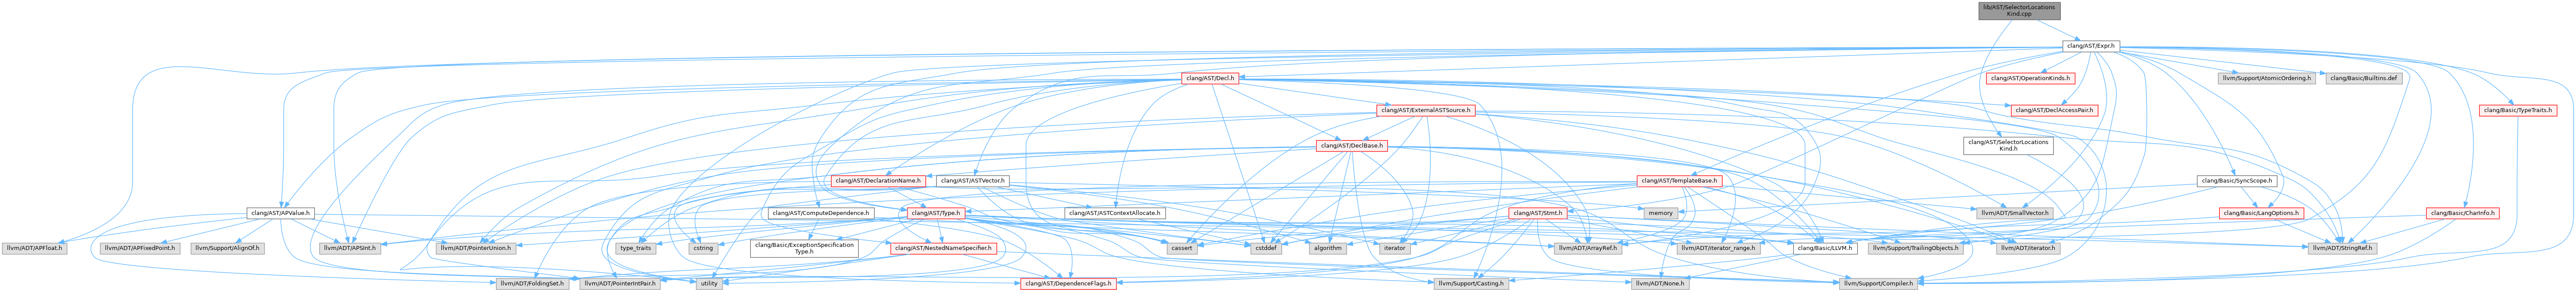 lib/AST/SelectorLocations
Kind.cpp
clang/AST/Expr.h
clang/AST/Decl.h
clang/AST/OperationKinds.h
llvm/Support/AtomicOrdering.h
clang/Basic/Builtins.def
clang/AST/ExternalASTSource.h
clang/AST/DeclAccessPair.h
clang/Basic/TypeTraits.h
clang/AST/DeclBase.h
clang/AST/SelectorLocations
Kind.h
clang/AST/DeclarationName.h
clang/AST/ASTVector.h
clang/AST/TemplateBase.h
clang/Basic/SyncScope.h
clang/AST/APValue.h
clang/AST/ComputeDependence.h
clang/AST/Type.h
clang/AST/ASTContextAllocate.h
memory
clang/AST/Stmt.h
llvm/ADT/SmallVector.h
clang/Basic/LangOptions.h
clang/Basic/CharInfo.h
llvm/ADT/APFloat.h
llvm/ADT/APFixedPoint.h
llvm/Support/AlignOf.h
llvm/ADT/APSInt.h
llvm/ADT/PointerUnion.h
type_traits
cstring
clang/Basic/ExceptionSpecification
Type.h
clang/AST/NestedNameSpecifier.h
cassert
cstddef
algorithm
iterator
llvm/ADT/ArrayRef.h
llvm/ADT/iterator_range.h
clang/Basic/LLVM.h
llvm/Support/TrailingObjects.h
llvm/ADT/iterator.h
llvm/ADT/StringRef.h
llvm/ADT/FoldingSet.h
llvm/ADT/PointerIntPair.h
utility
clang/AST/DependenceFlags.h
llvm/Support/Casting.h
llvm/ADT/None.h
llvm/Support/Compiler.h